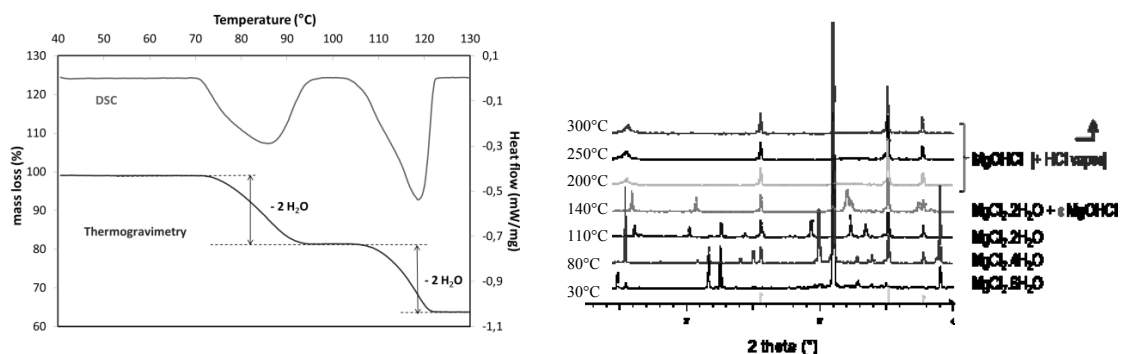 Temperature (°C)
40 50 60 70 80 90 100 110 120 130
130 0,1
120 -0,1
110 -0,3
100 -0,4
90 -0,6
80 -0,7
70 -0,9
60 -1,1
mass loss (%)
Heat flow (mW/mg)
DSC
- 2 H₂O
Thermogravimetry
- 2 H₂O
300°C
250°C
MgOHCl [+ HCl vapor]
200°C
140°C
MgCl₂.2H₂O + ε MgOHCl
110°C
MgCl₂.2H₂O
80°C
MgCl₂.4H₂O
30°C
MgCl₂.6H₂O
2 theta (°)